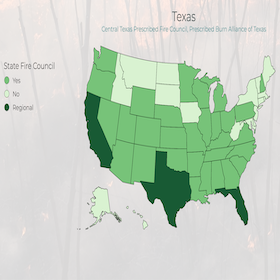 Texas
Central Texas Prescribed Fire Council, Prescribed Burn Alliance of Texas
State Fire Council
Yes
No
Regional